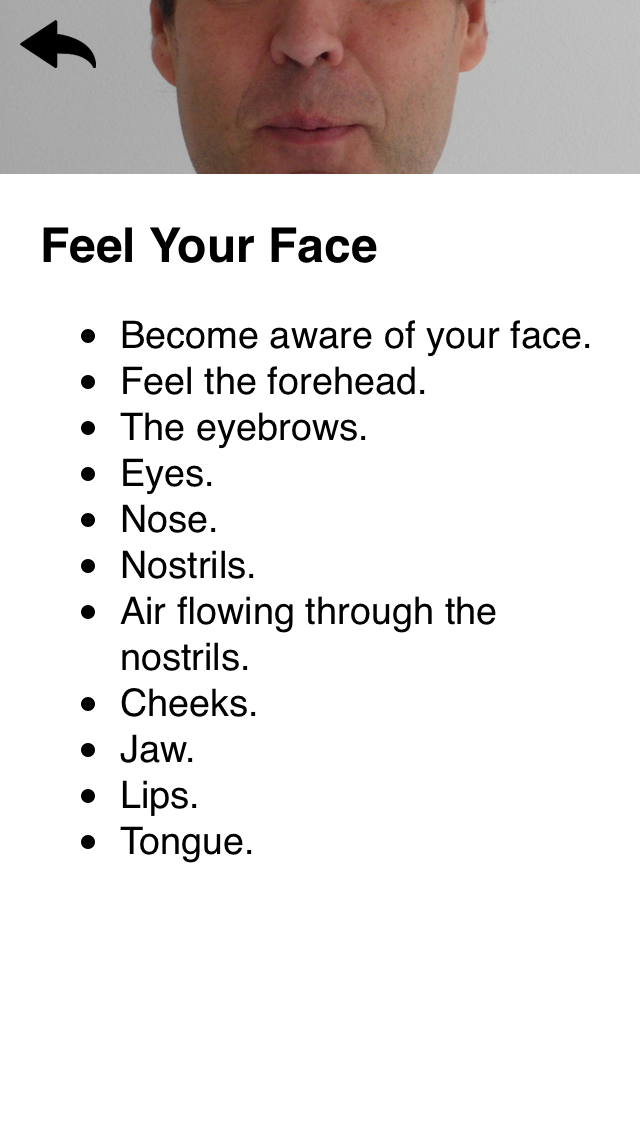 Feel Your Face
Become aware of your face.
Feel the forehead.
The eyebrows.
Eyes.
Nose.
Nostrils.
Air flowing through the
nostrils.
Cheeks.
Jaw.
Lips.
Tongue.